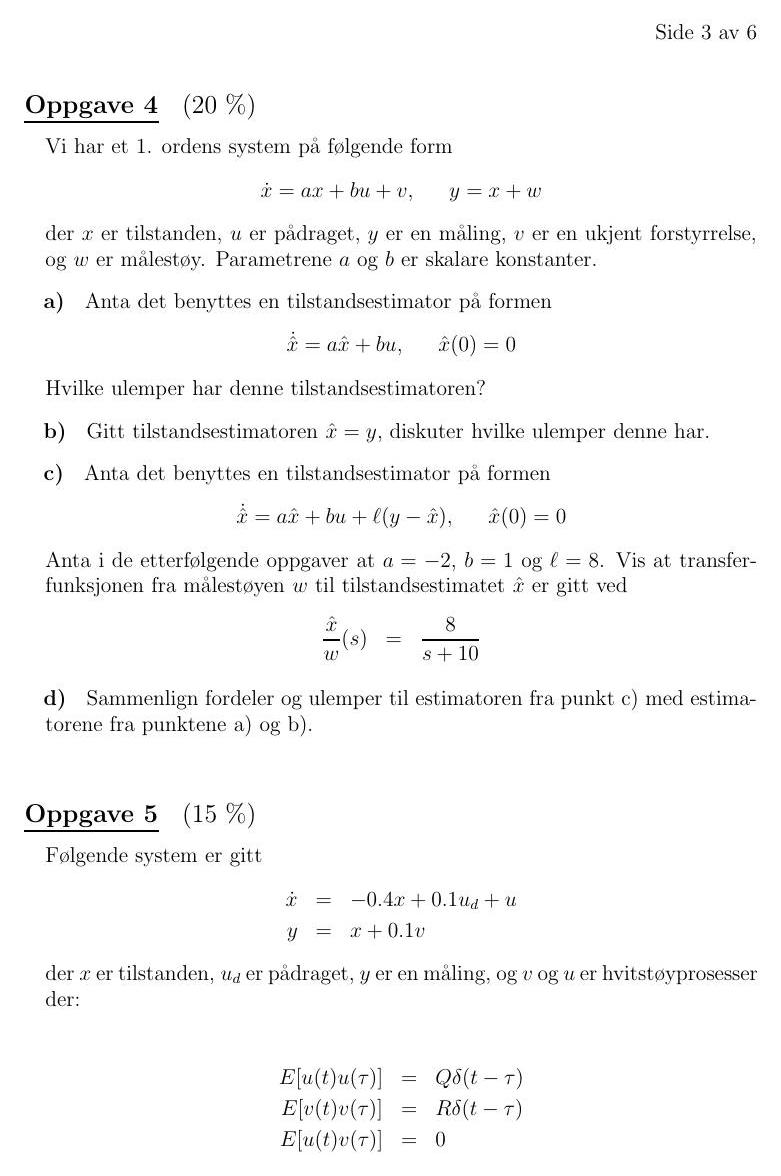 Side 3 av 6
Oppgave 4 (20 %)
Vi har et 1. ordens system på følgende form
ẋ = ax + bu + v, y = x + w
der x er tilstanden, u er pådraget, y er en måling, v er en ukjent forstyrrelse,
og w er målestøy. Parametrene a og b er skalare konstanter.
a) Anta det benyttes en tilstandsestimator på formen
x̂̇ = ax̂ + bu, x̂(0) = 0
Hvilke ulemper har denne tilstandsestimatoren?
b) Gitt tilstandsestimatoren x̂ = y, diskuter hvilke ulemper denne har.
c) Anta det benyttes en tilstandsestimator på formen
x̂̇ = ax̂ + bu + ℓ(y − x̂), x̂(0) = 0
Anta i de etterfølgende oppgaver at a = −2, b = 1 og ℓ = 8. Vis at transfer-
funksjonen fra målestøyen w til tilstandsestimatet x̂ er gitt ved
x̂/w (s) = 8/(s + 10)
d) Sammenlign fordeler og ulemper til estimatoren fra punkt c) med estima-
torene fra punktene a) og b).
Oppgave 5 (15 %)
Følgende system er gitt
ẋ = −0.4x + 0.1u_d + u
y = x + 0.1v
der x er tilstanden, u_d er pådraget, y er en måling, og v og u er hvitstøyprosesser
der:
E[u(t)u(τ)] = Qδ(t − τ)
E[v(t)v(τ)] = Rδ(t − τ)
E[u(t)v(τ)] = 0